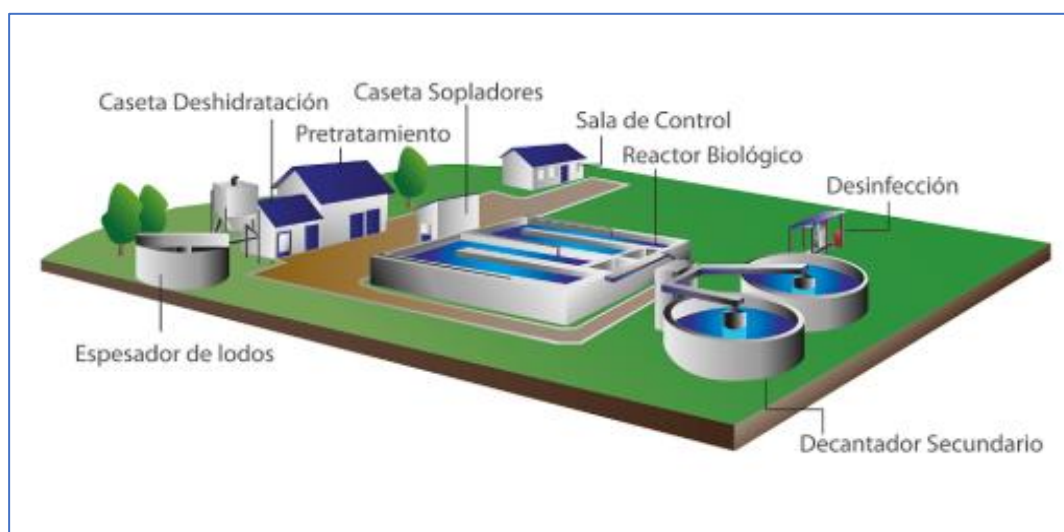 Caseta Deshidratación
Caseta Sopladores
Pretratamiento
Sala de Control
Reactor Biológico
Desinfección
Espesador de lodos
Decantador Secundario